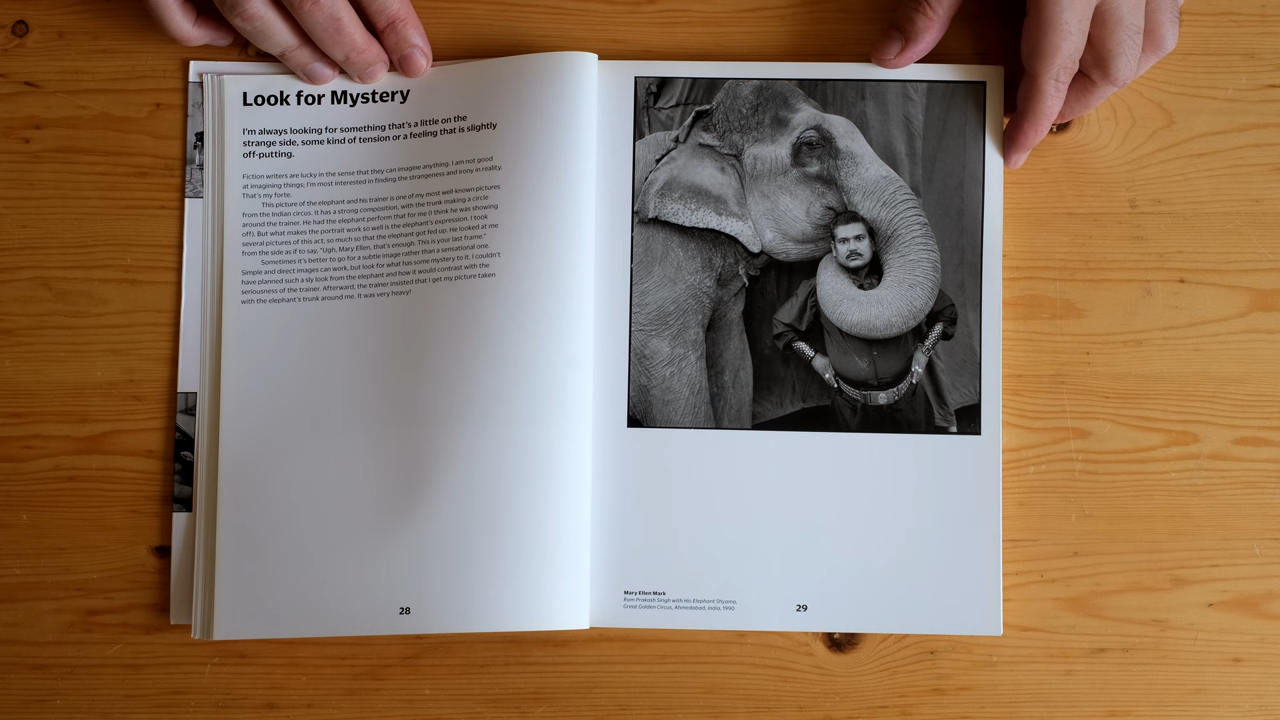 Look for Mystery
I'm always looking for something that's a little on the
strange side, some kind of tension or a feeling that is slightly
off-putting.
Fiction writers are lucky in the sense that they can imagine anything. I am not good
at imagining things; I'm most interested in finding the strangeness and irony in reality.
That's my forte.
This picture of the elephant and his trainer is one of my most well-known pictures
from the Indian circus. It has a strong composition, with the trunk making a circle
around the trainer. He had the elephant perform that for me (I think he was showing
off). But what makes the portrait work so well is the elephant's expression. I took
several pictures of this act, so much so that the elephant got fed up. He looked at me
from the side as if to say, "Ugh, Mary Ellen, that's enough. This is your last frame."
Sometimes it's better to go for a subtle image rather than a sensational one.
Simple and direct images can work, but look for what has some mystery to it. I couldn't
have planned such a sly look from the elephant and how it would contrast with the
seriousness of the trainer. Afterward, the trainer insisted that I get my picture taken
with the elephant's trunk around me. It was very heavy!
28
Mary Ellen Mark
Ram Prakash Singh with His Elephant Shyama,
Great Golden Circus, Ahmedabad, India, 1990
29